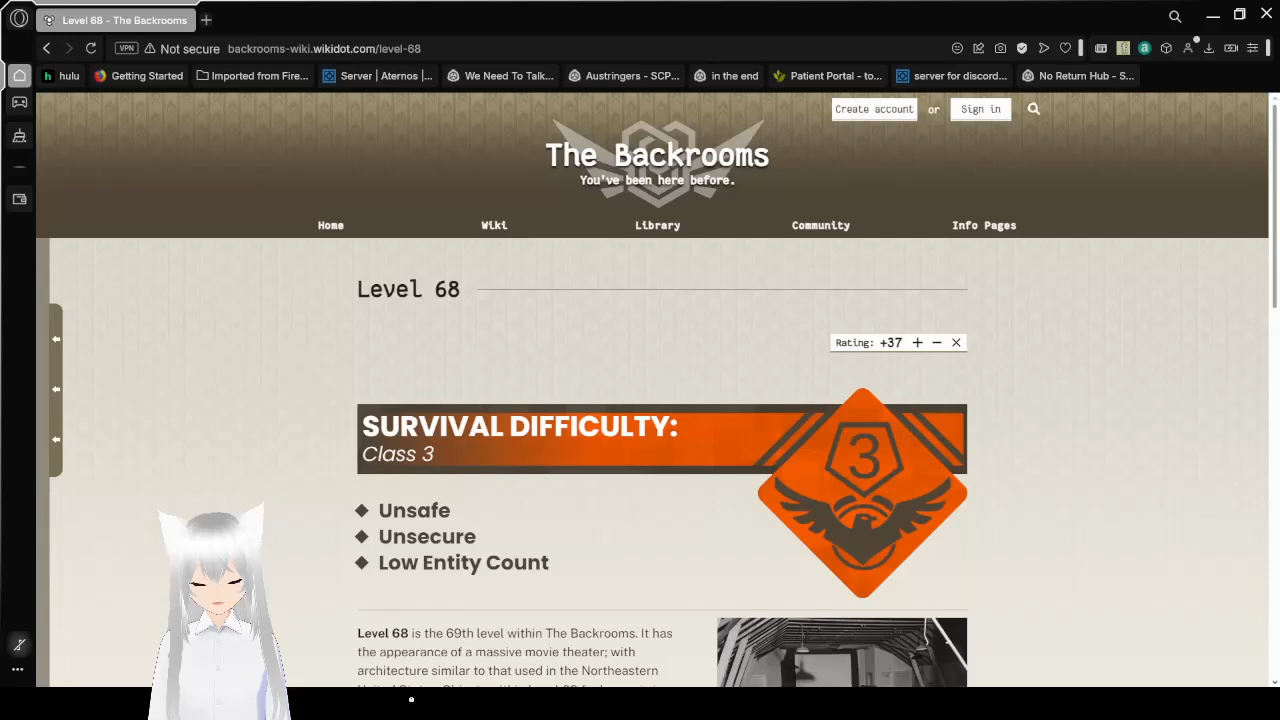 Level 68 - The Backrooms
VPN Not secure backrooms-wiki.wikidot.com/level-68
hulu Getting Started Imported from Fire... Server | Aternos |... We Need To Talk... Austringers - SCP... in the end Patient Portal - to... server for discord... No Return Hub - S...
Create account or Sign in
The Backrooms
You've been here before.
Home Wiki Library Community Info Pages
Level 68
Rating: +37 + − ×
SURVIVAL DIFFICULTY:
Class 3
3
Unsafe
Unsecure
Low Entity Count
Level 68 is the 69th level within The Backrooms. It has
the appearance of a massive movie theater; with
architecture similar to that used in the Northeastern